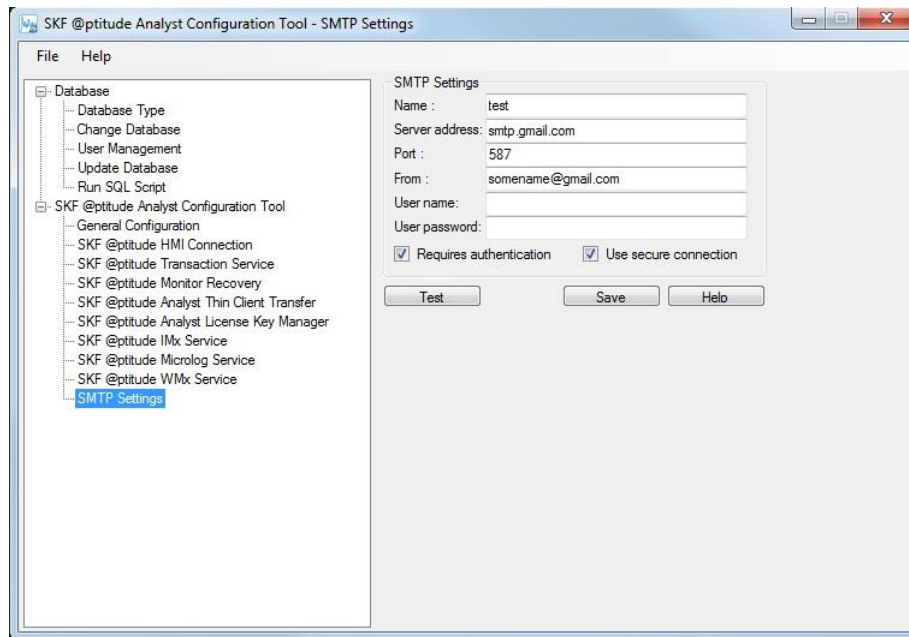 SKF @ptitude Analyst Configuration Tool - SMTP Settings
File Help
Database
Database Type
Change Database
User Management
Update Database
Run SQL Script
SKF @ptitude Analyst Configuration Tool
General Configuration
SKF @ptitude HMI Connection
SKF @ptitude Transaction Service
SKF @ptitude Monitor Recovery
SKF @ptitude Analyst Thin Client Transfer
SKF @ptitude Analyst License Key Manager
SKF @ptitude IMx Service
SKF @ptitude Microlog Service
SKF @ptitude WMx Service
SMTP Settings
SMTP Settings
Name : test
Server address: smtp.gmail.com
Port : 587
From : somename@gmail.com
User name:
User password:
Requires authentication Use secure connection
Test Save Help